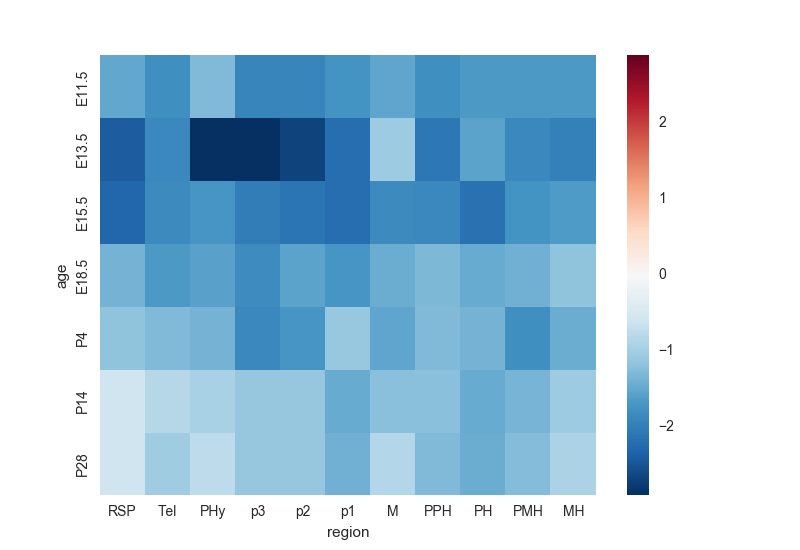 E11.5
E13.5
E15.5
E18.5
P4
P14
P28
age
RSP Tel PHy p3 p2 p1 M PPH PH PMH MH
region
2
1
0
−1
−2